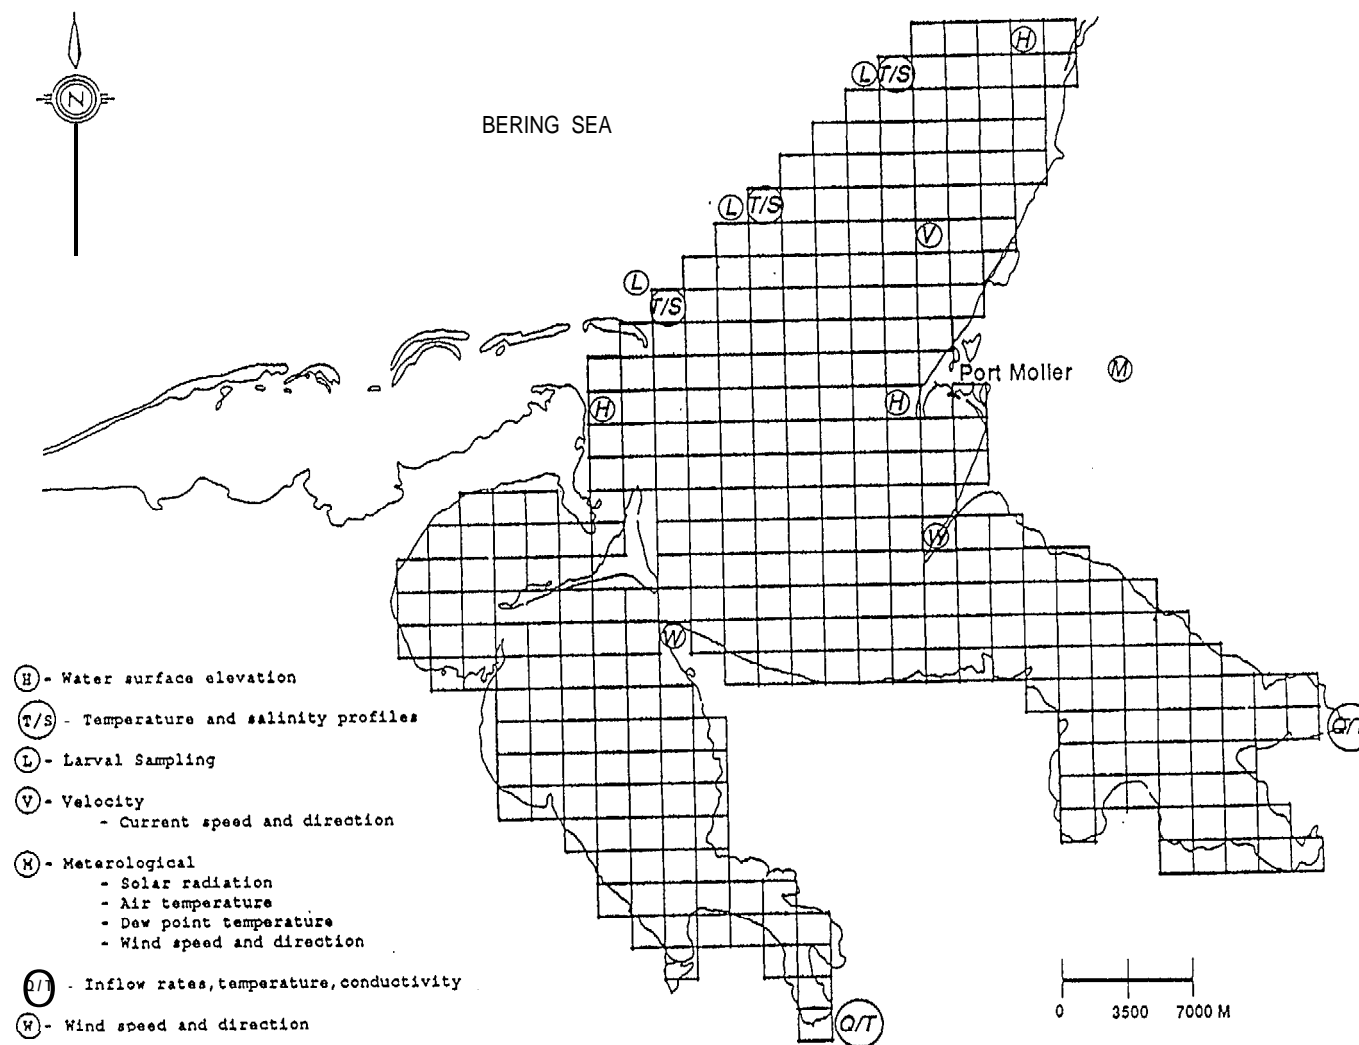 H
L T/S
N
BERING SEA
L T/S
V
L
T/S
Port Moller M
H H
W
W
H - Water surface elevation
T/S - Temperature and salinity profiles
Q/T
L - Larval Sampling
V - Velocity
- Current speed and direction
M - Meterological
- Solar radiation
- Air temperature
- Dew point temperature
- Wind speed and direction
Q/T - Inflow rates, temperature, conductivity
0 3500 7000 M
W - Wind speed and direction
Q/T